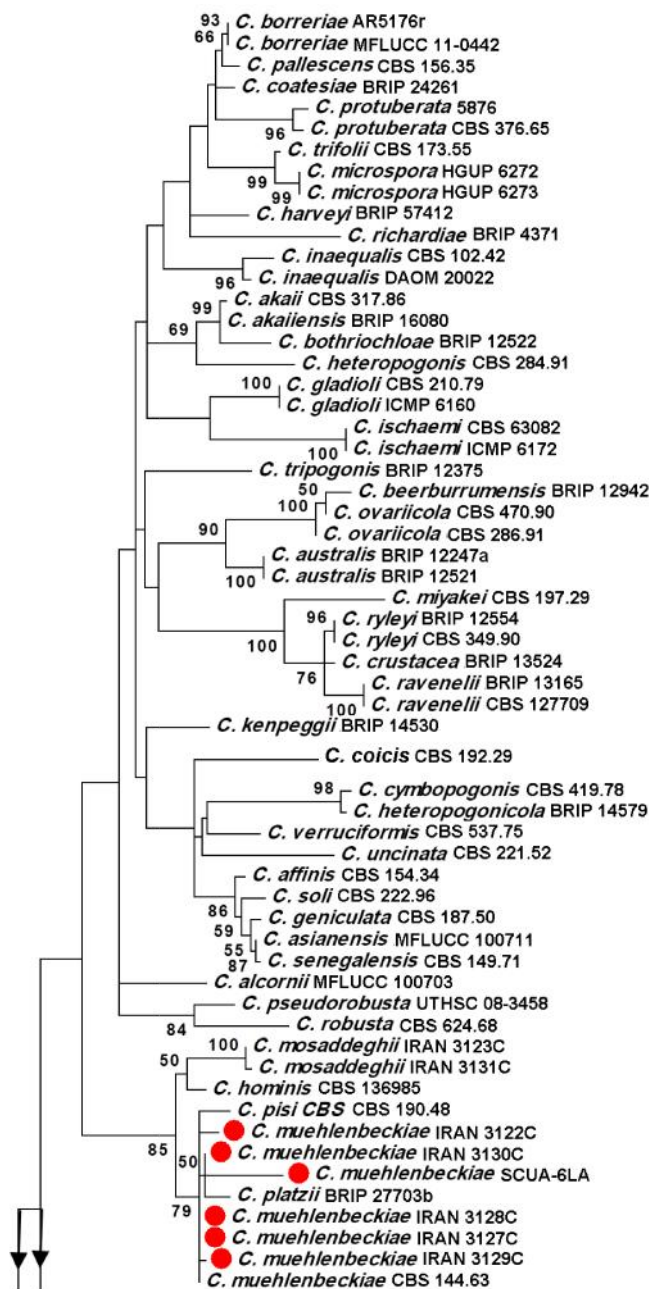 93 C. borreriae AR5176r
66 C. borreriae MFLUCC 11-0442
C. pallescens CBS 156.35
C. coatesiae BRIP 24261
C. protuberata 5876
96 C. protuberata CBS 376.65
C. trifolii CBS 173.55
99 C. microspora HGUP 6272
99 C. microspora HGUP 6273
C. harveyi BRIP 57412
C. richardiae BRIP 4371
C. inaequalis CBS 102.42
96 C. inaequalis DAOM 20022
C. akaii CBS 317.86
99 C. akaiiensis BRIP 16080
69 C. bothriochloae BRIP 12522
C. heteropogonis CBS 284.91
100 C. gladioli CBS 210.79
C. gladioli ICMP 6160
C. ischaemi CBS 63082
100 C. ischaemi ICMP 6172
C. tripogonis BRIP 12375
50 C. beerburrumensis BRIP 12942
100 C. ovariicola CBS 470.90
90 C. ovariicola CBS 286.91
C. australis BRIP 12247a
100 C. australis BRIP 12521
C. miyakei CBS 197.29
96 C. ryleyi BRIP 12554
100 C. ryleyi CBS 349.90
76 C. crustacea BRIP 13524
C. ravenelii BRIP 13165
100 C. ravenelii CBS 127709
C. kenpeggii BRIP 14530
C. coicis CBS 192.29
98 C. cymbopogonis CBS 419.78
C. heteropogonicola BRIP 14579
C. verruciformis CBS 537.75
C. uncinata CBS 221.52
C. affinis CBS 154.34
86 C. soli CBS 222.96
59 C. geniculata CBS 187.50
55 C. asianensis MFLUCC 100711
87 C. senegalensis CBS 149.71
C. alcornii MFLUCC 100703
C. pseudorobusta UTHSC 08-3458
84 C. robusta CBS 624.68
100 C. mosaddeghii IRAN 3123C
50 C. mosaddeghii IRAN 3131C
C. hominis CBS 136985
C. pisi CBS CBS 190.48
85 C. muehlenbeckiae IRAN 3122C
50 C. muehlenbeckiae IRAN 3130C
C. muehlenbeckiae SCUA-6LA
79 C. platzii BRIP 27703b
C. muehlenbeckiae IRAN 3128C
C. muehlenbeckiae IRAN 3127C
C. muehlenbeckiae IRAN 3129C
C. muehlenbeckiae CBS 144.63